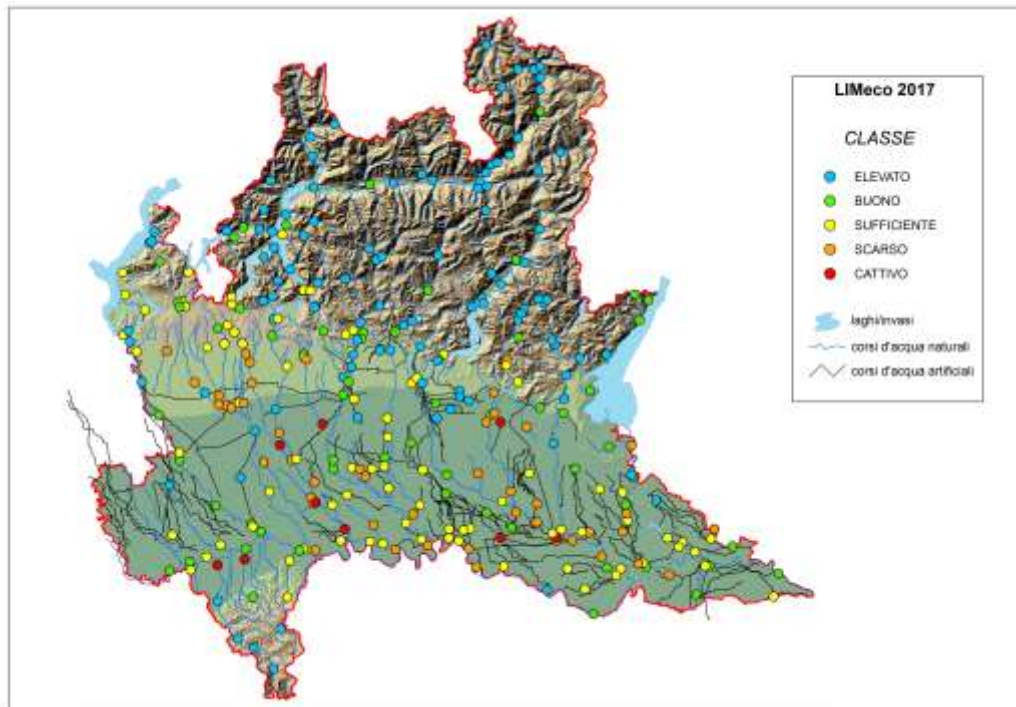 LIMeco 2017
CLASSE
ELEVATO
BUONO
SUFFICIENTE
SCARSO
CATTIVO
laghi/invasi
corsi d'acqua naturali
corsi d'acqua artificiali